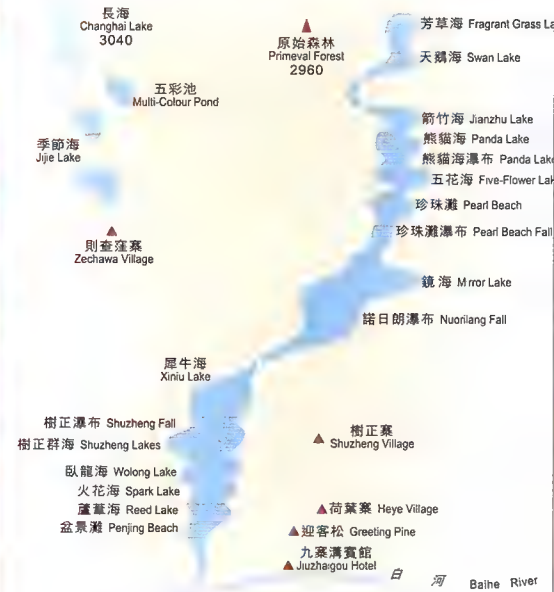 長海
Changhai Lake
3040
原始森林
Primeval Forest
2960
芳草海 Fragrant Grass
天鵝海 Swan Lake
五彩池
Multi-Colour Pond
箭竹海 Jianzhu Lake
熊貓海 Panda Lake
熊貓海瀑布 Panda Lake
五花海 Five-Flower
季節海
Jijie Lake
珍珠灘 Pearl Beach
珍珠灘瀑布 Pearl Beach Fall
則查窪寨
Zechawa Village
鏡海 Mirror Lake
諾日朗瀑布 Nuorilang Fall
犀牛海
Xiniu Lake
樹正瀑布 Shuzheng Fall
樹正群海 Shuzheng Lakes
樹正寨
Shuzheng Village
臥龍海 Wolong Lake
火花海 Spark Lake
蘆葦海 Reed Lake
盆景灘 Penjing Beach
荷葉寨 Heye Village
迎客松 Greeting Pine
九寨溝賓館
Jiuzhaigou Hotel
白河 Baihe River